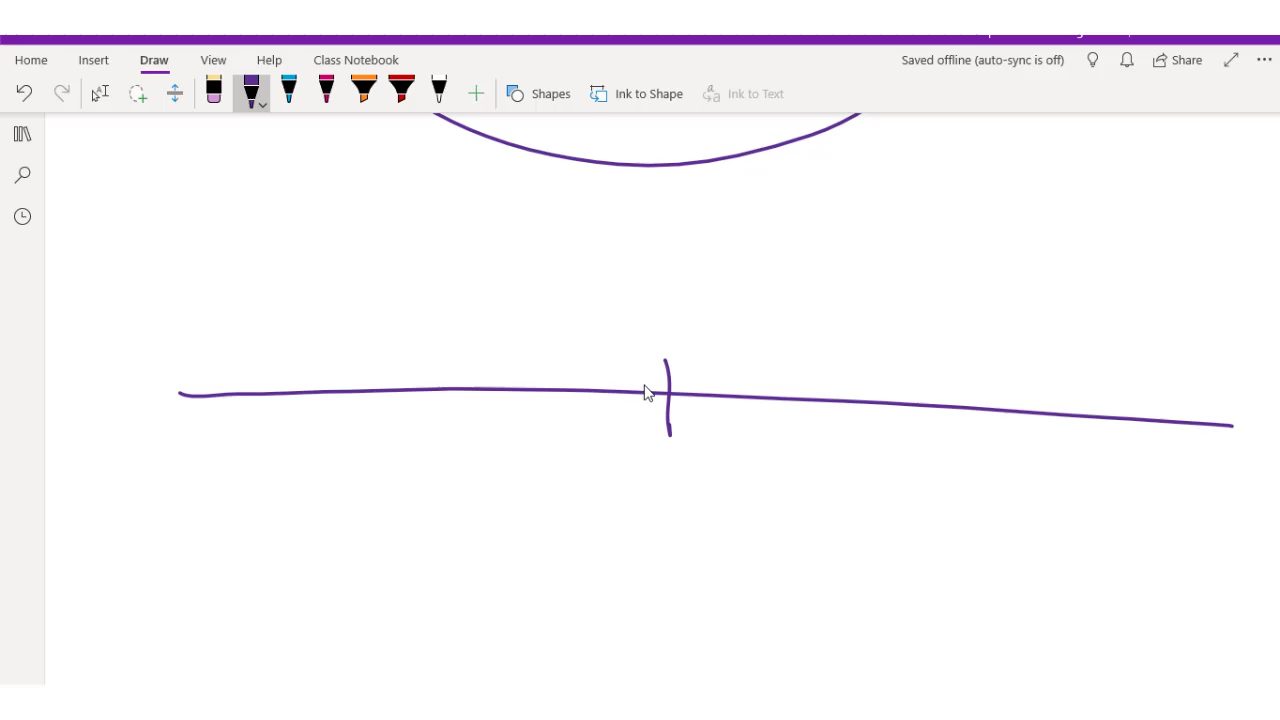 Home Insert Draw View Help Class Notebook Saved offline (auto-sync is off) Share
Shapes Ink to Shape Ink to Text